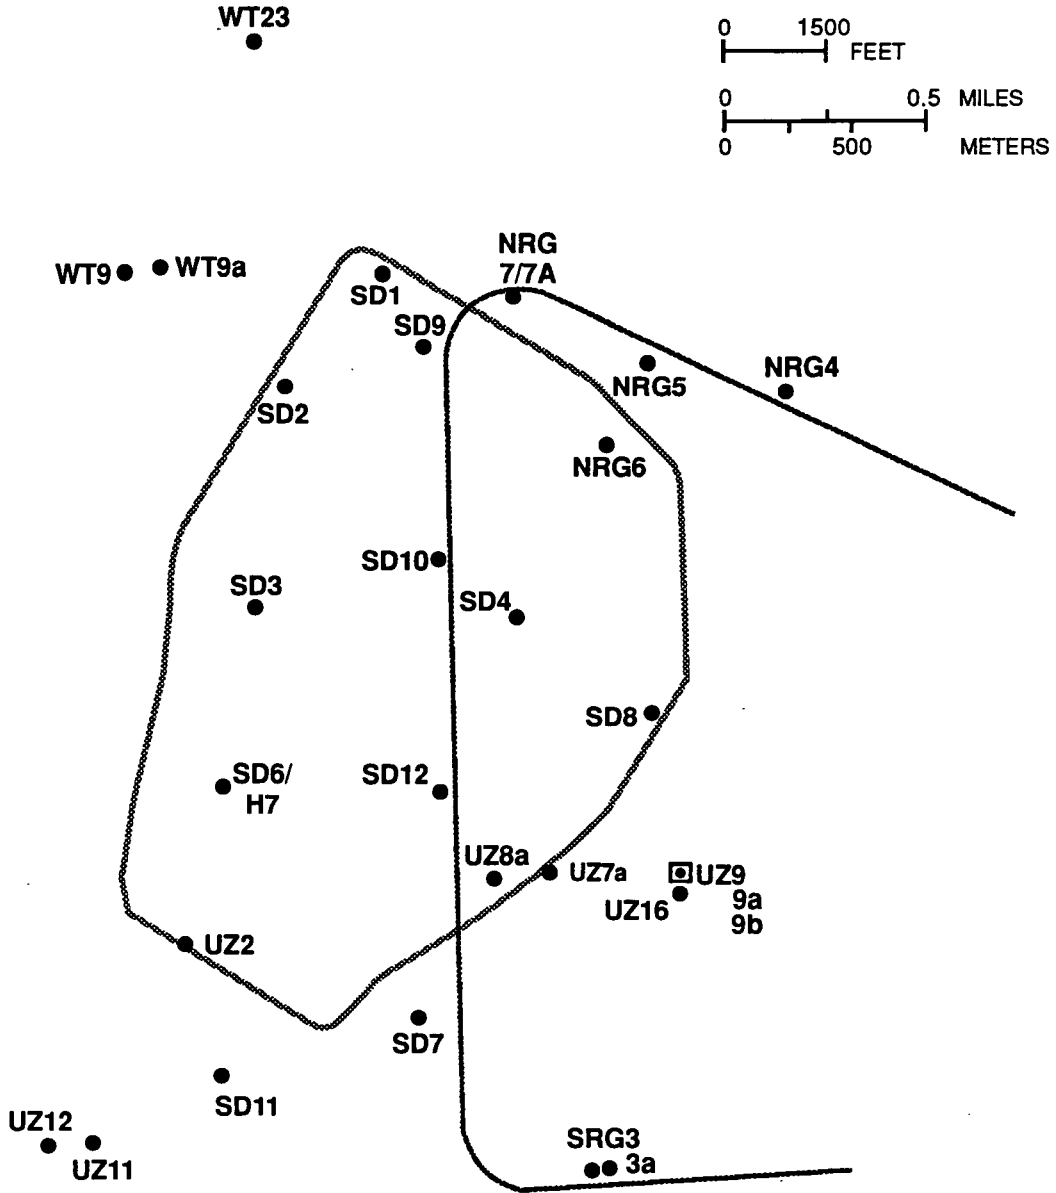 WT23
0 1500
FEET
0 0.5 MILES
0 500 METERS
NRG
7/7A
WT9
WT9a
SD1
SD9
NRG4
NRG5
SD2
NRG6
SD10
SD3
SD4
SD8
SD6/
H7
SD12
UZ8a
UZ7a
UZ9
9a
9b
UZ16
UZ2
SD7
SD11
UZ12
UZ11
SRG3
3a